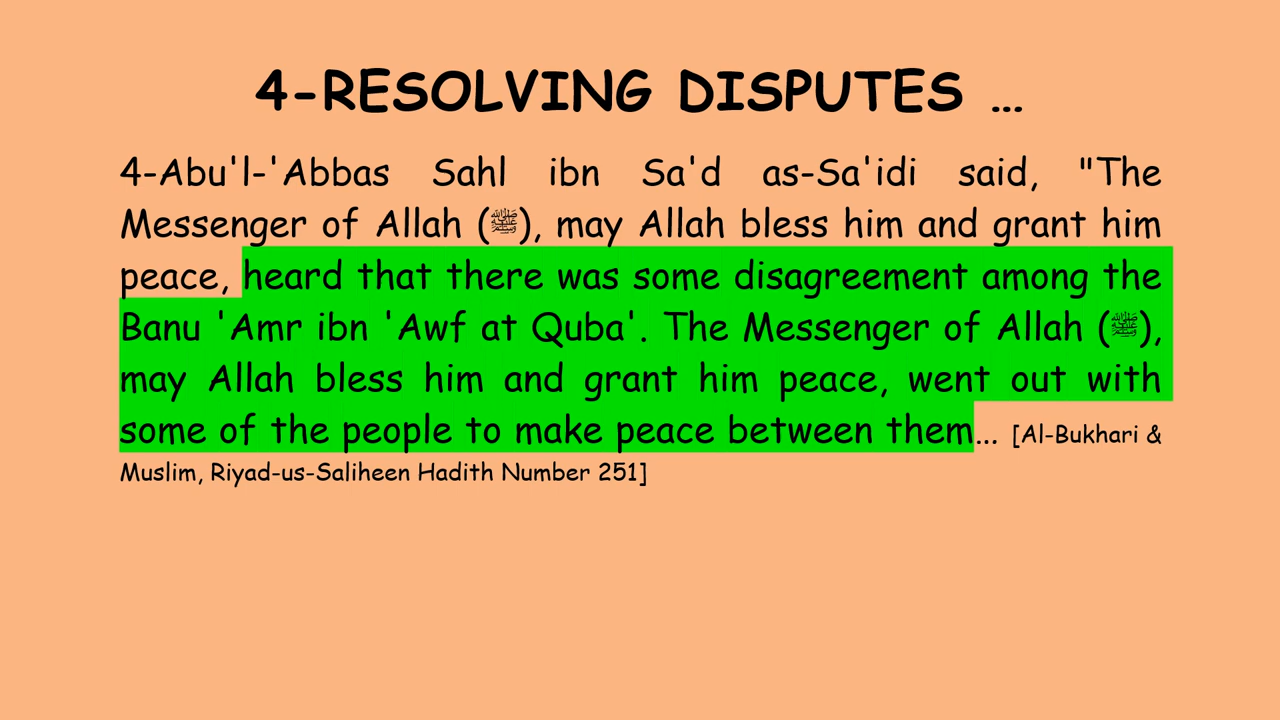 4-RESOLVING DISPUTES …
4-Abu'l-'Abbas Sahl ibn Sa'd as-Sa'idi said, "The
Messenger of Allah (ﷺ), may Allah bless him and grant him
peace, heard that there was some disagreement among the
Banu 'Amr ibn 'Awf at Quba'. The Messenger of Allah (ﷺ),
may Allah bless him and grant him peace, went out with
some of the people to make peace between them... [Al-Bukhari &
Muslim, Riyad-us-Saliheen Hadith Number 251]